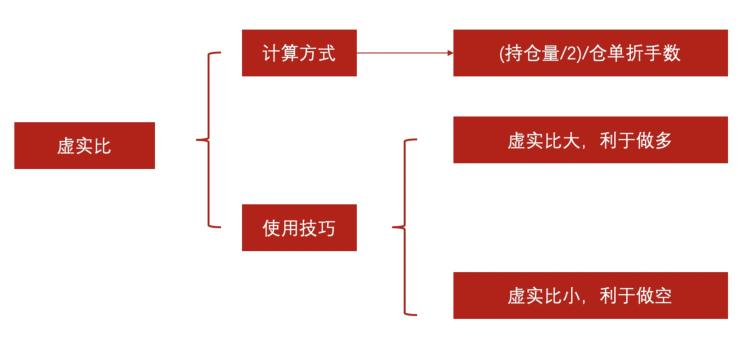 虚实比
计算方式
(持仓量/2)/仓单折手数
使用技巧
虚实比大，利于做多
虚实比小，利于做空